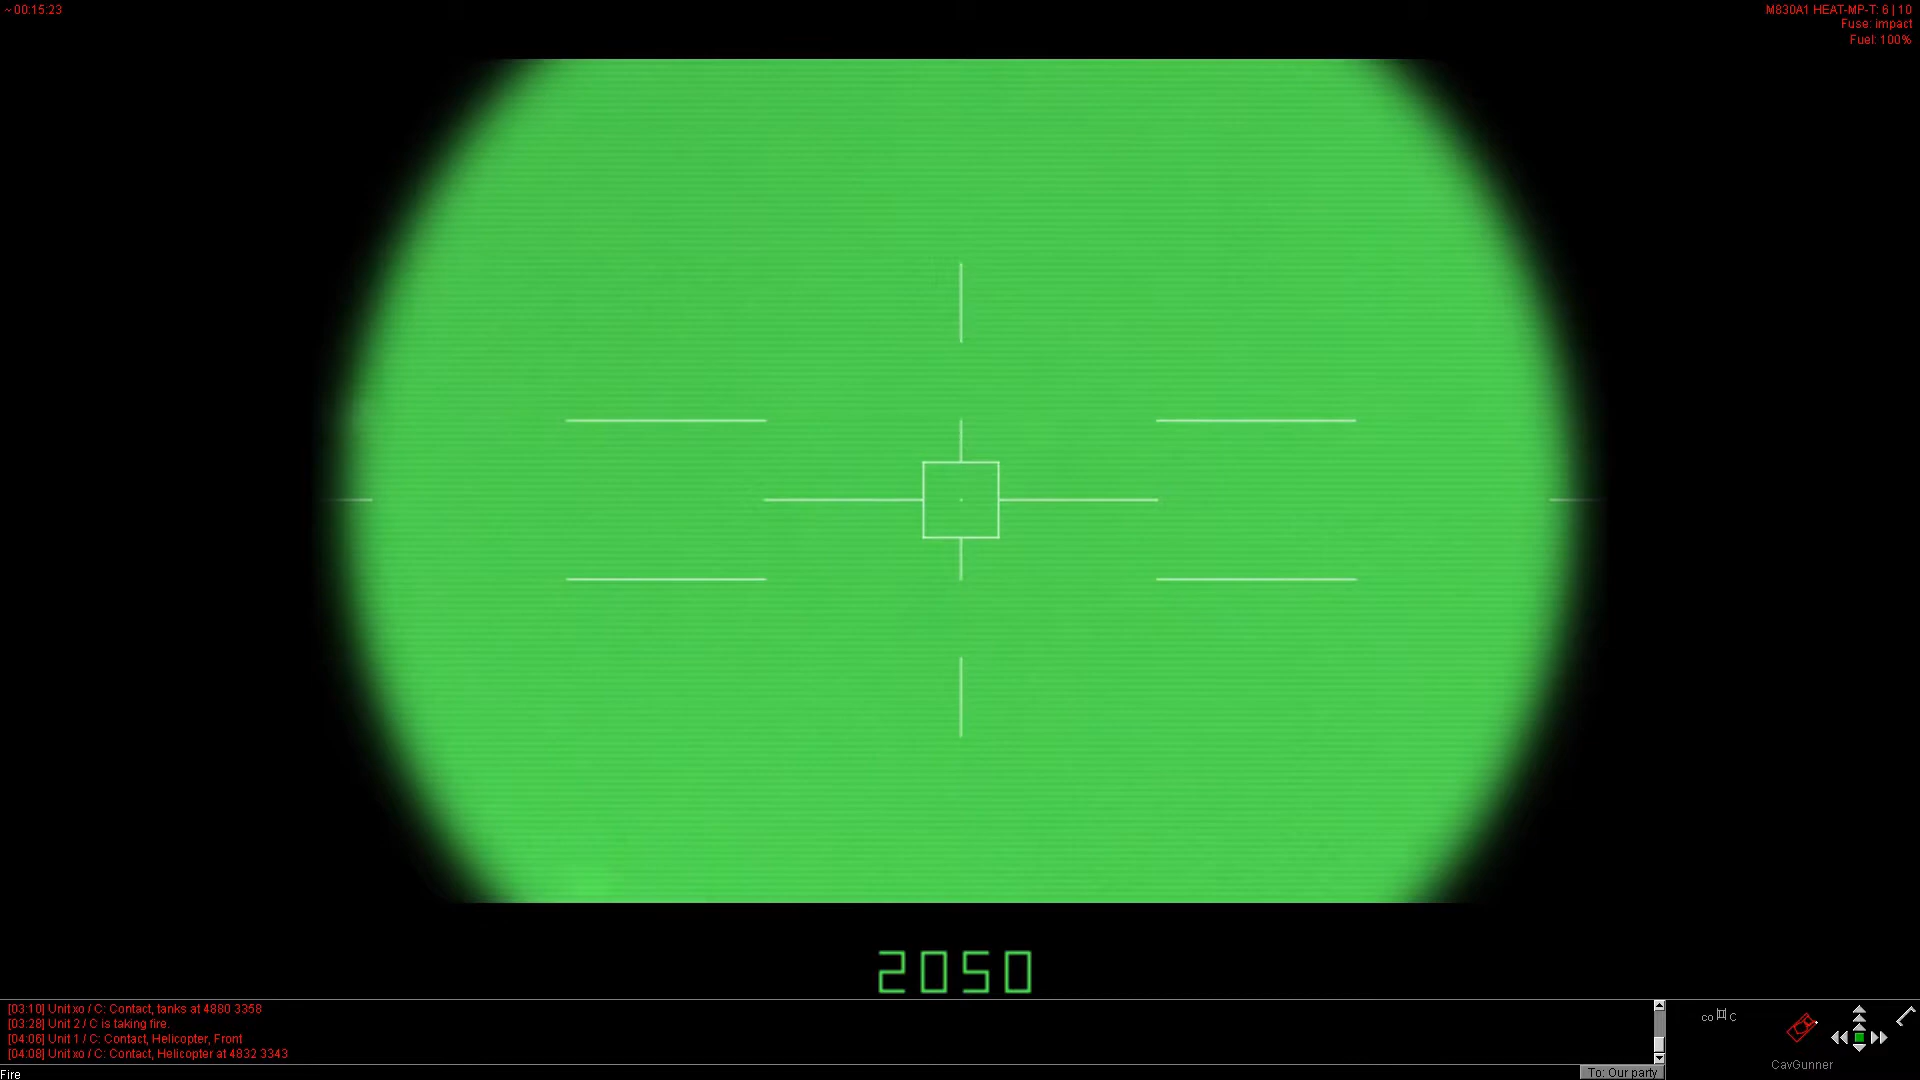 ~00:15:23
M830A1 HEAT-MP-T: 6 | 10
Fuse: impact
Fuel: 100%
2050
[03:10] Unit xo / C: Contact, tanks at 4880 3358
[03:28] Unit 2 / C is taking fire.
[04:06] Unit 1 / C: Contact, Helicopter, Front
[04:08] Unit xo / C: Contact, Helicopter at 4832 3343
co C
CavGunner
Fire
To: Our party